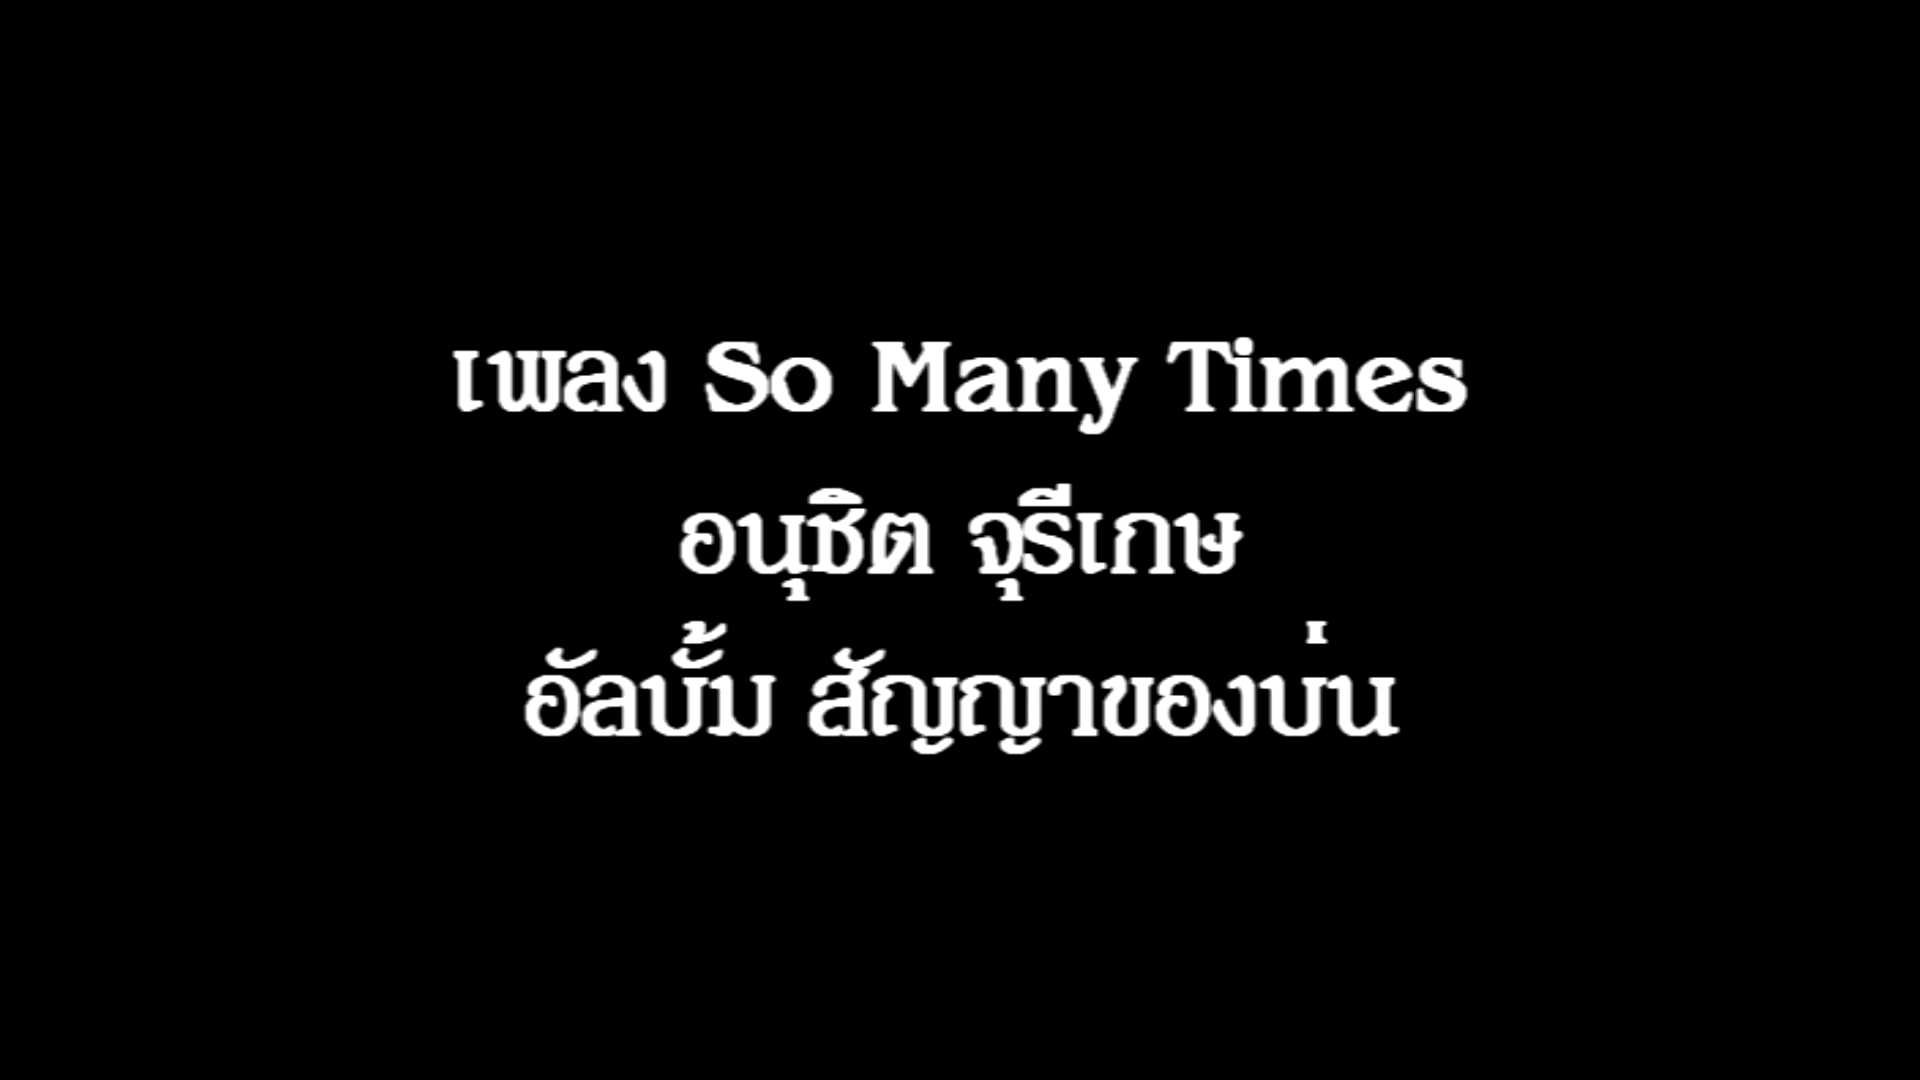 เพลง So Many Times
อนุชิต จุรีเกษ
อัลบั้ม สัญญาของบ่น